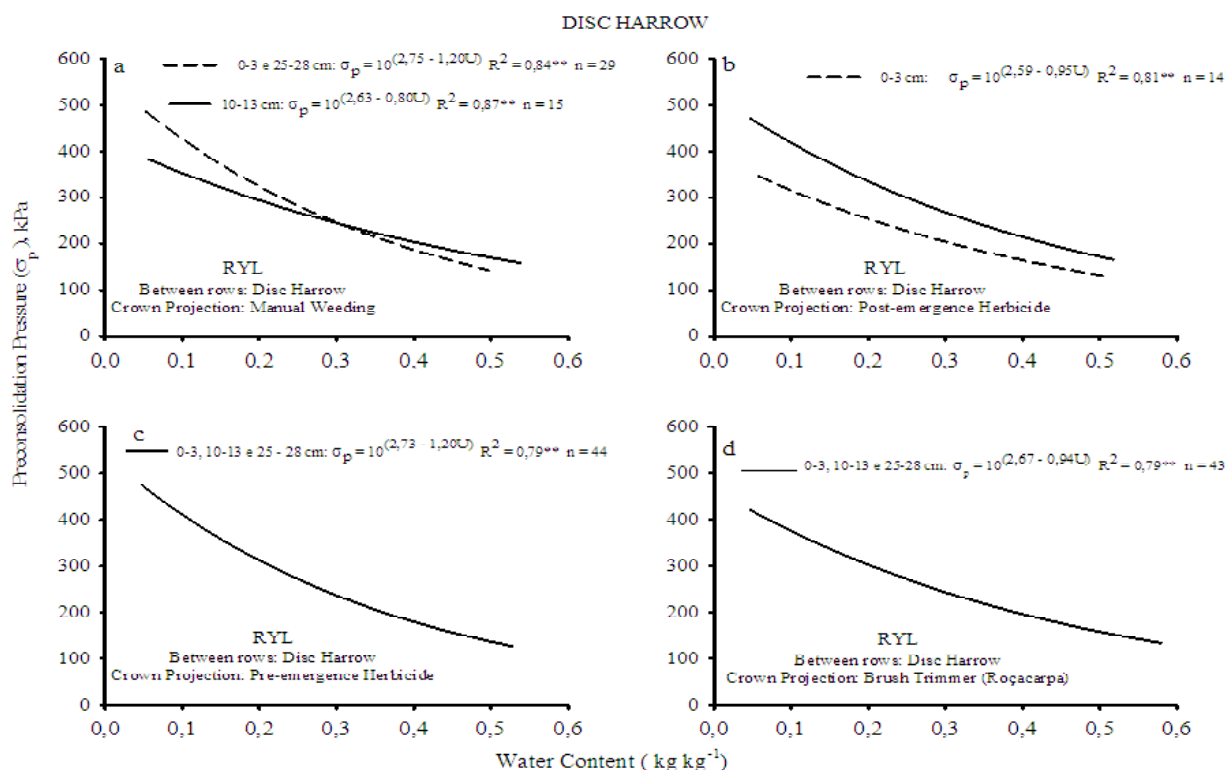 DISC HARROW
Preconsolidation Pressure (σp), kPa
a
0-3 e 25-28 cm: σp = 10^(2,75 - 1,20U) R² = 0,84** n = 29
10-13 cm: σp = 10^(2,63 - 0,80U) R² = 0,87** n = 15
600
500
400
300
200
100
0
RYL
Between rows: Disc Harrow
Crown Projection: Manual Weeding
0,0 0,1 0,2 0,3 0,4 0,5 0,6
b
0-3 cm: σp = 10^(2,59 - 0,95U) R² = 0,81** n = 14
600
500
400
300
200
100
0
RYL
Between rows: Disc Harrow
Crown Projection: Post-emergence Herbicide
0,0 0,1 0,2 0,3 0,4 0,5 0,6
c
0-3, 10-13 e 25 - 28 cm: σp = 10^(2,73 - 1,20U) R² = 0,79** n = 44
600
500
400
300
200
100
0
RYL
Between rows: Disc Harrow
Crown Projection: Pre-emergence Herbicide
0,0 0,1 0,2 0,3 0,4 0,5 0,6
d
0-3, 10-13 e 25-28 cm: σp = 10^(2,67 - 0,94U) R² = 0,79** n = 43
600
500
400
300
200
100
0
RYL
Between rows: Disc Harrow
Crown Projection: Brush Trimmer (Roçacarpa)
0,0 0,1 0,2 0,3 0,4 0,5 0,6
Water Content ( kg kg⁻¹)